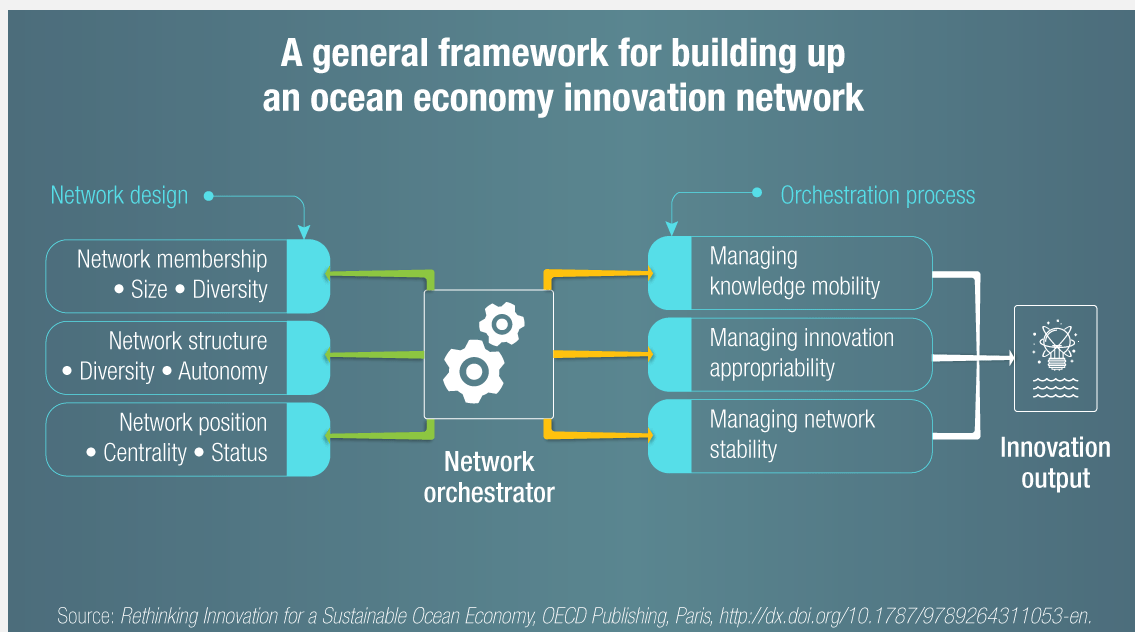 A general framework for building up
an ocean economy innovation network
Network design
Network membership
• Size • Diversity
Network structure
• Diversity • Autonomy
Network position
• Centrality • Status
Network
orchestrator
Orchestration process
Managing
knowledge mobility
Managing innovation
appropriability
Managing network
stability
Innovation
output
Source: Rethinking Innovation for a Sustainable Ocean Economy, OECD Publishing, Paris, http://dx.doi.org/10.1787/9789264311053-en.